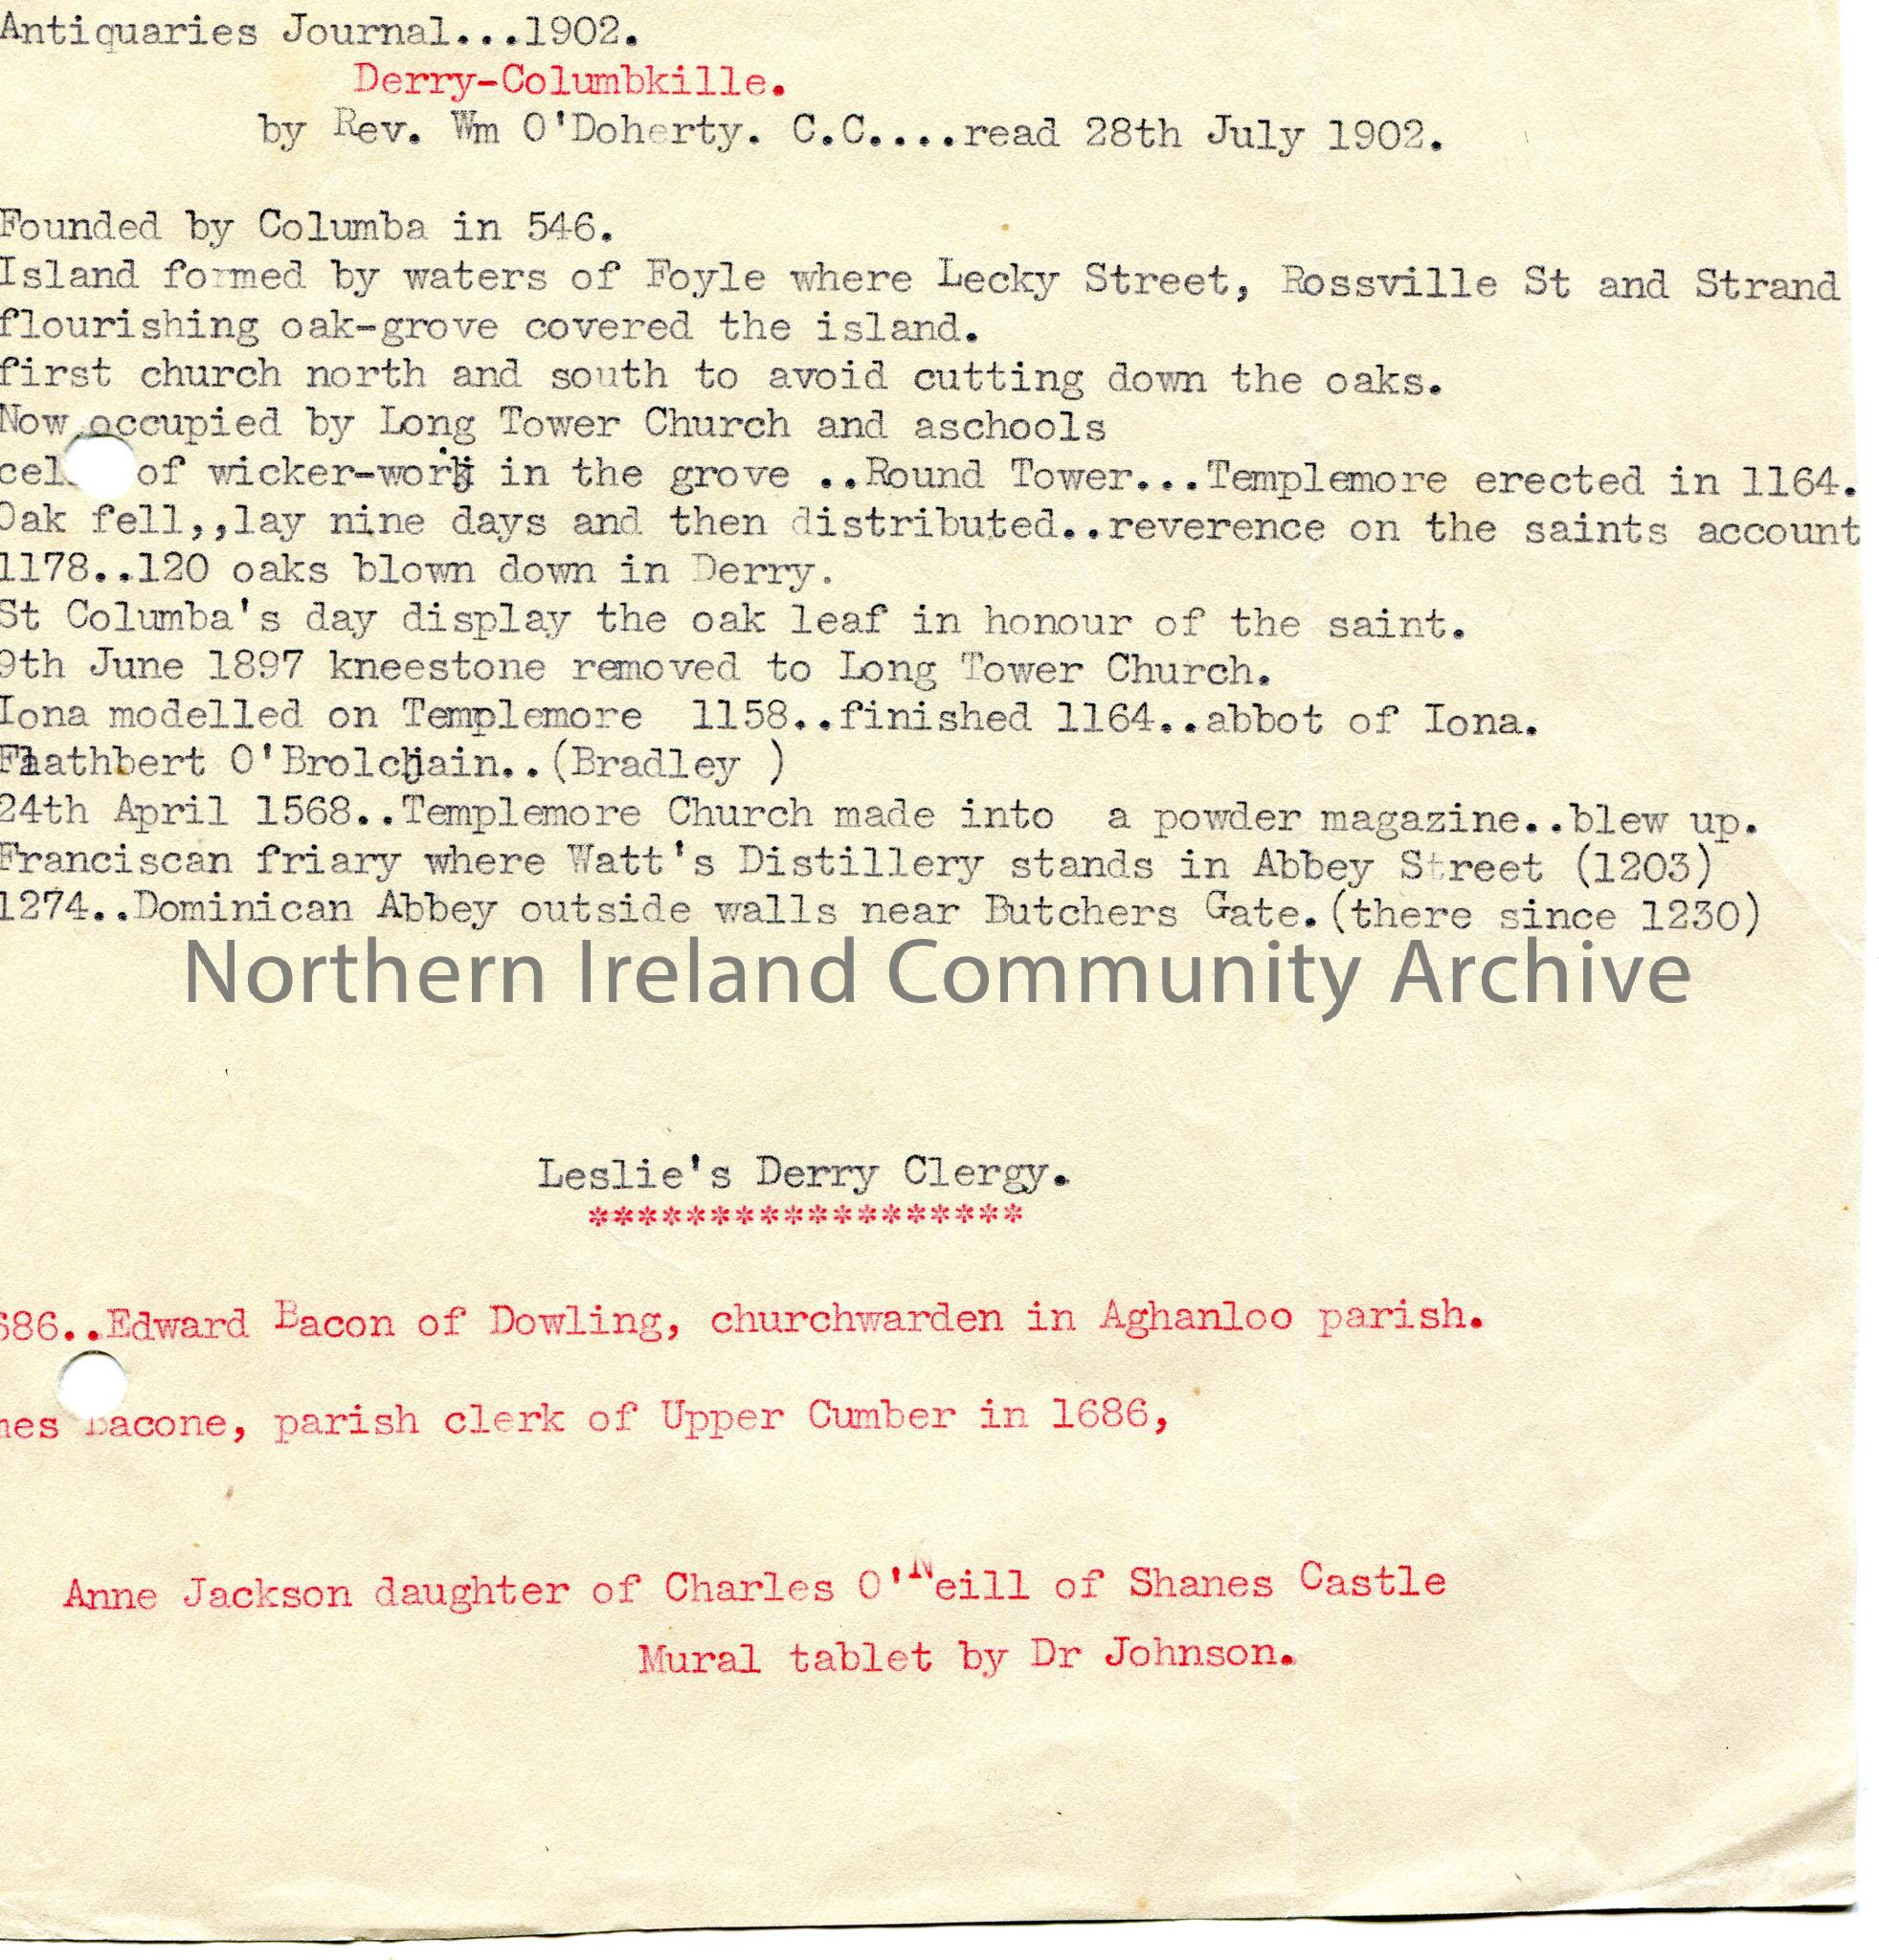 Antiquaries Journal...1902.
Derry-Columbkille.
by Rev. Wm O'Doherty. C.C....read 28th July 1902.
Founded by Columba in 546.
Island formed by waters of Foyle where Lecky Street, Rossville St and Strand
flourishing oak-grove covered the island.
first church north and south to avoid cutting down the oaks.
Now occupied by Long Tower Church and aschools
of wicker-work in the grove ..Round Tower...Templemore erected in 1164.
Oak fell,,lay nine days and then distributed..reverence on the saints account
1178..120 oaks blown down in Derry.
St Columba's day display the oak leaf in honour of the saint.
9th June 1897 kneestone removed to Long Tower Church.
Iona modelled on Templemore 1158..finished 1164..abbot of Iona.
O'Brolchain..(Bradley )
24th April 1568..Templemore Church made into a powder magazine..blew up.
Franciscan friary where Watt's Distillery stands in Abbey Street (1203)
1274..Dominican Abbey outside walls near Butchers Gate.(there since 1230)
Northern Ireland Community Archive
Leslie's Derry Clergy.
******************
686..Edward Bacon of Dowling, churchwarden in Aghanloo parish.
mes Bacone, parish clerk of Upper Cumber in 1686,
Anne Jackson daughter of Charles O'Neill of Shanes Castle
Mural tablet by Dr Johnson.